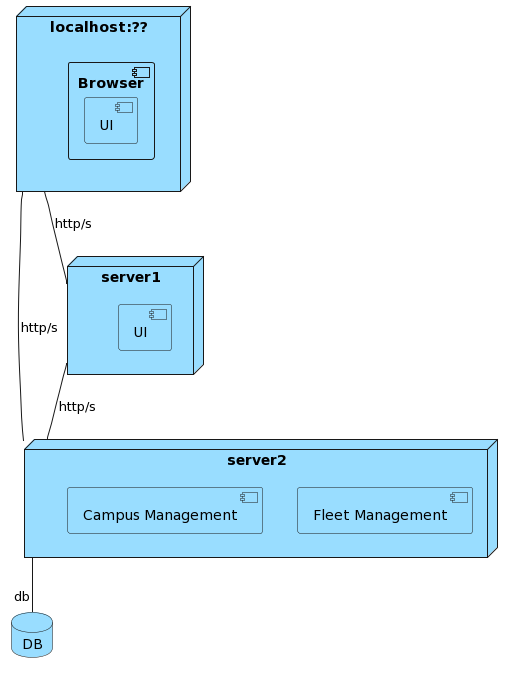 localhost:??
Browser
UI
http/s
server1
UI
http/s
http/s
server2
Campus Management
Fleet Management
db
DB